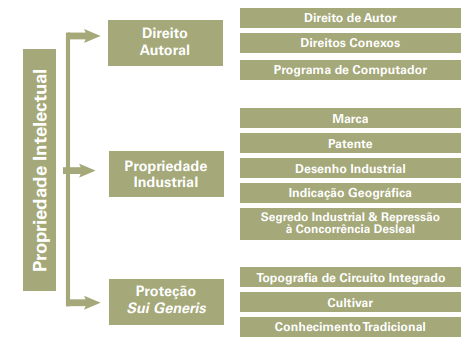 Propriedade Intelectual
Direito
Autoral
Direito de Autor
Direitos Conexos
Programa de Computador
Propriedade
Industrial
Marca
Patente
Desenho Industrial
Indicação Geográfica
Segredo Industrial & Repressão
à Concorrência Desleal
Proteção
Sui Generis
Topografia de Circuito Integrado
Cultivar
Conhecimento Tradicional